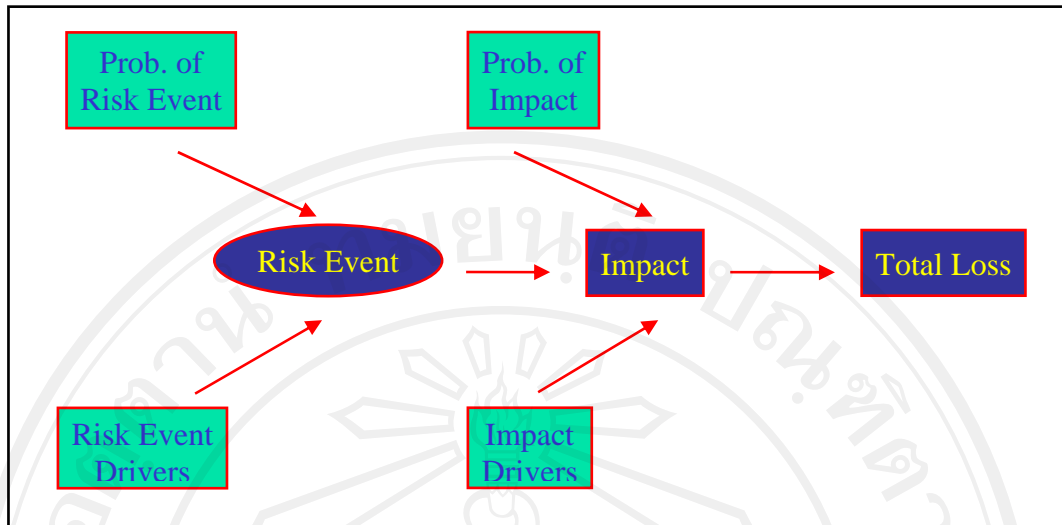 Prob. of
Risk Event
Prob. of
Impact
Risk Event
Impact
Total Loss
Risk Event
Drivers
Impact
Drivers